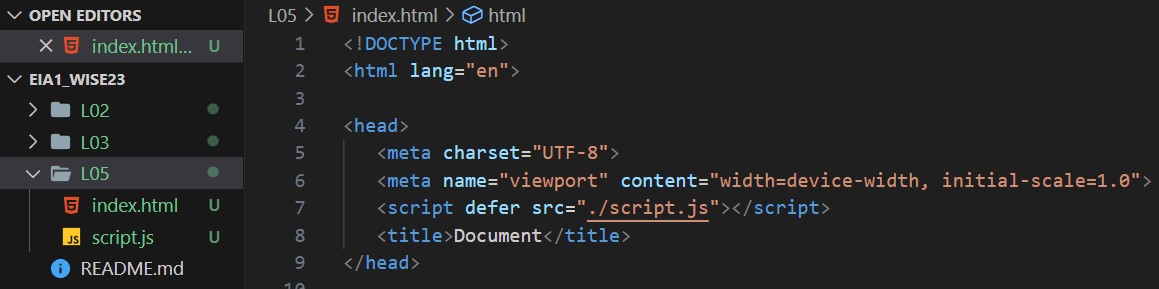 OPEN EDITORS
index.html... U
EIA1_WISE23
L02
L03
L05
index.html U
script.js U
README.md
L05 > index.html > html
1 <!DOCTYPE html>
2 <html lang="en">
3
4 <head>
5 <meta charset="UTF-8">
6 <meta name="viewport" content="width=device-width, initial-scale=1.0">
7 <script defer src="./script.js"></script>
8 <title>Document</title>
9 </head>
10